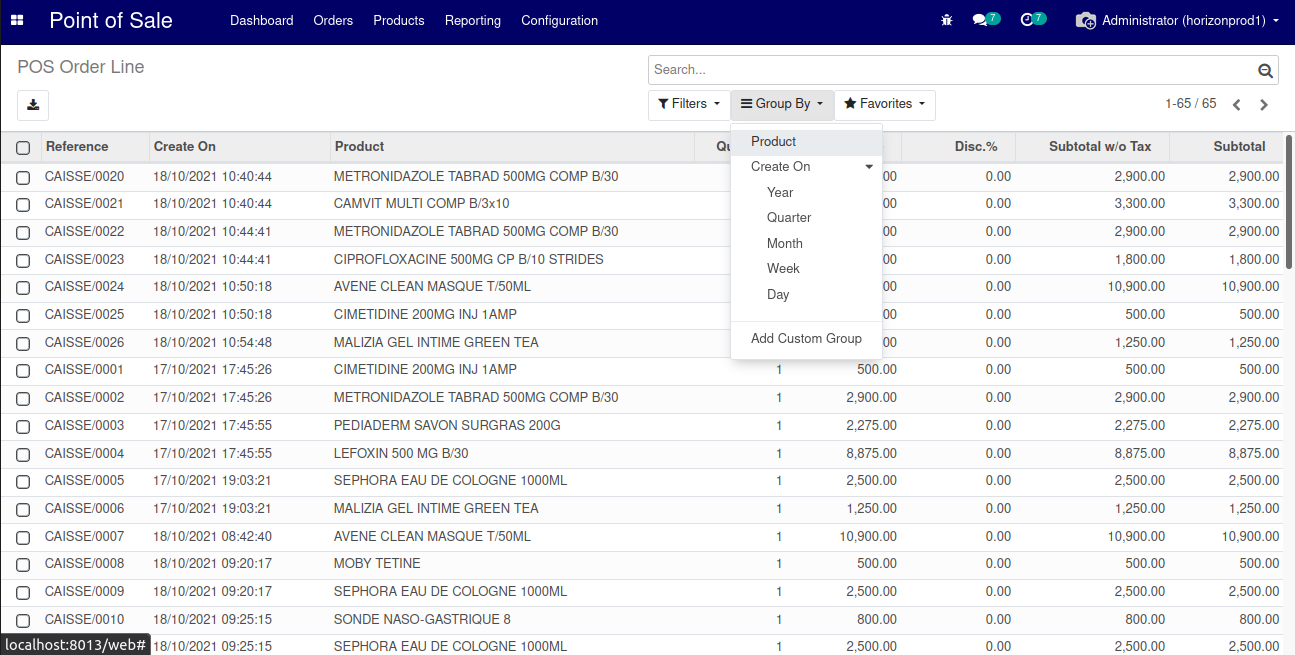 Point of Sale Dashboard Orders Products Reporting Configuration 7 7 Administrator (horizonprod1)
POS Order Line
Search...
Filters Group By Favorites 1-65 / 65
Product
Create On
Year
Quarter
Month
Week
Day
Add Custom Group
Reference Create On Product Disc.% Subtotal w/o Tax Subtotal
CAISSE/0020 18/10/2021 10:40:44 METRONIDAZOLE TABRAD 500MG COMP B/30 0.00 2,900.00 2,900.00
CAISSE/0021 18/10/2021 10:40:44 CAMVIT MULTI COMP B/3x10 0.00 3,300.00 3,300.00
CAISSE/0022 18/10/2021 10:44:41 METRONIDAZOLE TABRAD 500MG COMP B/30 0.00 2,900.00 2,900.00
CAISSE/0023 18/10/2021 10:44:41 CIPROFLOXACINE 500MG CP B/10 STRIDES 0.00 1,800.00 1,800.00
CAISSE/0024 18/10/2021 10:50:18 AVENE CLEAN MASQUE T/50ML 0.00 10,900.00 10,900.00
CAISSE/0025 18/10/2021 10:50:18 CIMETIDINE 200MG INJ 1AMP 0.00 500.00 500.00
CAISSE/0026 18/10/2021 10:54:48 MALIZIA GEL INTIME GREEN TEA 0.00 1,250.00 1,250.00
CAISSE/0001 17/10/2021 17:45:26 CIMETIDINE 200MG INJ 1AMP 1 500.00 0.00 500.00 500.00
CAISSE/0002 17/10/2021 17:45:26 METRONIDAZOLE TABRAD 500MG COMP B/30 1 2,900.00 0.00 2,900.00 2,900.00
CAISSE/0003 17/10/2021 17:45:55 PEDIADERM SAVON SURGRAS 200G 1 2,275.00 0.00 2,275.00 2,275.00
CAISSE/0004 17/10/2021 17:45:55 LEFOXIN 500 MG B/30 1 8,875.00 0.00 8,875.00 8,875.00
CAISSE/0005 17/10/2021 19:03:21 SEPHORA EAU DE COLOGNE 1000ML 1 2,500.00 0.00 2,500.00 2,500.00
CAISSE/0006 17/10/2021 19:03:21 MALIZIA GEL INTIME GREEN TEA 1 1,250.00 0.00 1,250.00 1,250.00
CAISSE/0007 18/10/2021 08:42:40 AVENE CLEAN MASQUE T/50ML 1 10,900.00 0.00 10,900.00 10,900.00
CAISSE/0008 18/10/2021 09:20:17 MOBY TETINE 1 500.00 0.00 500.00 500.00
CAISSE/0009 18/10/2021 09:20:17 SEPHORA EAU DE COLOGNE 1000ML 1 2,500.00 0.00 2,500.00 2,500.00
CAISSE/0010 18/10/2021 09:25:15 SONDE NASO-GASTRIQUE 8 1 800.00 0.00 800.00 800.00
localhost:8013/web# 18/10/2021 09:25:15 SEPHORA EAU DE COLOGNE 1000ML 1 2,500.00 0.00 2,500.00 2,500.00